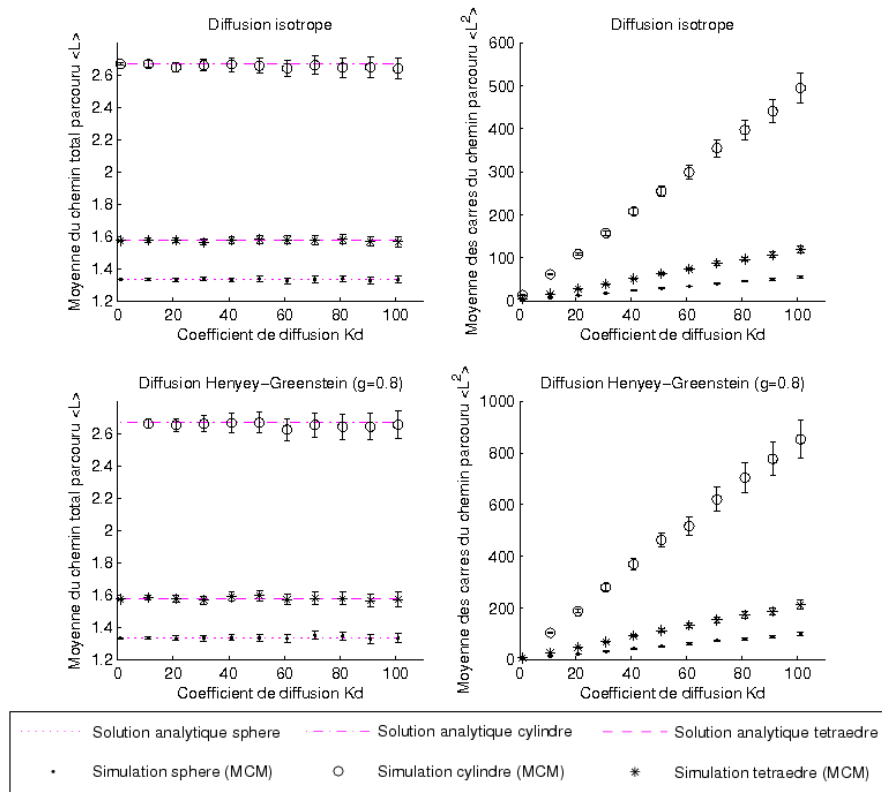 Diffusion isotrope
Moyenne du chemin total parcouru <L>
2.6
2.4
2.2
2
1.8
1.6
1.4
1.2
0 20 40 60 80 100
Coefficient de diffusion Kd
Diffusion isotrope
Moyenne des carres du chemin parcouru <L²>
600
500
400
300
200
100
0
0 20 40 60 80 100
Coefficient de diffusion Kd
Diffusion Henyey-Greenstein (g=0.8)
Moyenne du chemin total parcouru <L>
2.6
2.4
2.2
2
1.8
1.6
1.4
1.2
0 20 40 60 80 100
Coefficient de diffusion Kd
Diffusion Henyey-Greenstein (g=0.8)
Moyenne des carres du chemin parcouru <L²>
1000
800
600
400
200
0
0 20 40 60 80 100
Coefficient de diffusion Kd
Solution analytique sphere
Solution analytique cylindre
Solution analytique tetraedre
Simulation sphere (MCM)
Simulation cylindre (MCM)
Simulation tetraedre (MCM)